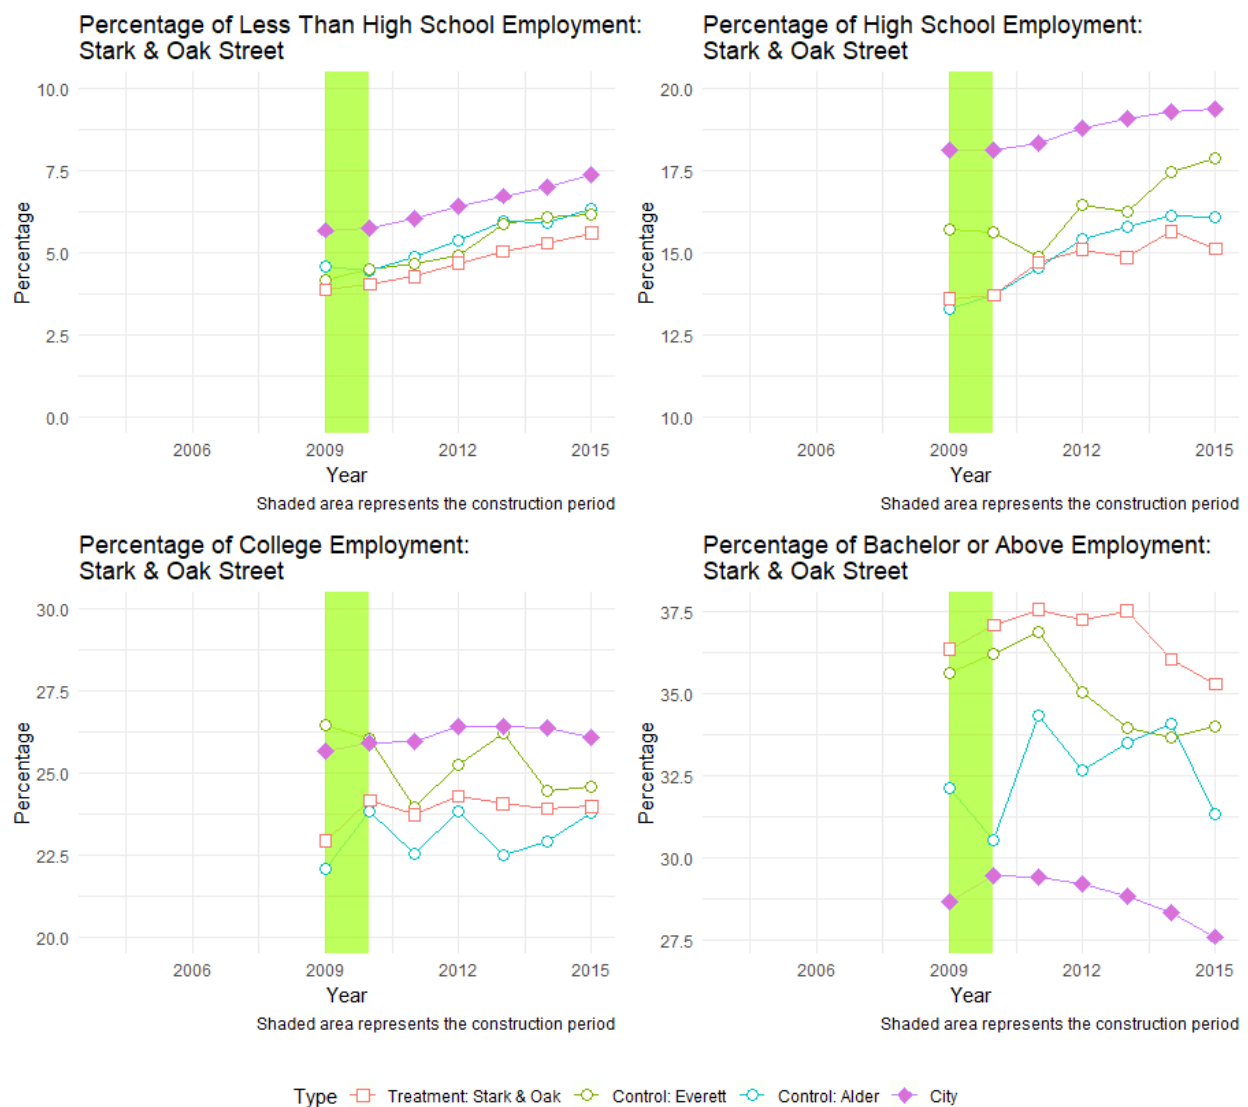 Percentage of Less Than High School Employment:
Stark & Oak Street
10.0
7.5
5.0
2.5
0.0
Percentage
2006
2009
2012
2015
Year
Shaded area represents the construction period
Percentage of High School Employment:
Stark & Oak Street
20.0
17.5
15.0
12.5
10.0
Percentage
2006
2009
2012
2015
Year
Shaded area represents the construction period
Percentage of College Employment:
Stark & Oak Street
30.0
27.5
25.0
22.5
20.0
Percentage
2006
2009
2012
2015
Year
Shaded area represents the construction period
Percentage of Bachelor or Above Employment:
Stark & Oak Street
37.5
35.0
32.5
30.0
27.5
Percentage
2006
2009
2012
2015
Year
Shaded area represents the construction period
Type Treatment: Stark & Oak Control: Everett Control: Alder City